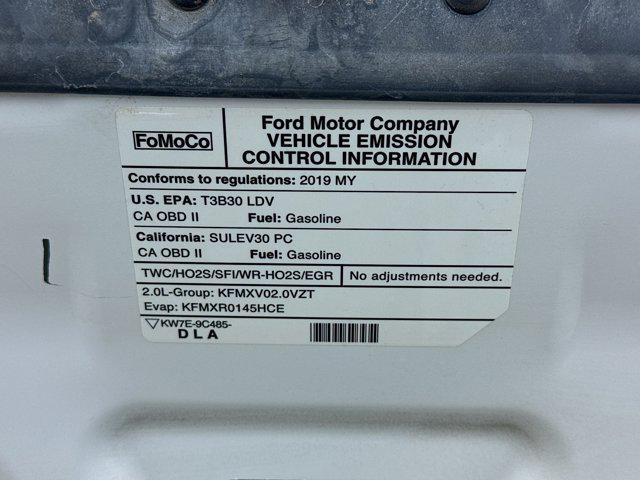 FoMoCo
Ford Motor Company
VEHICLE EMISSION
CONTROL INFORMATION
Conforms to regulations: 2019 MY
U.S. EPA: T3B30 LDV
CA OBD II Fuel: Gasoline
California: SULEV30 PC
CA OBD II Fuel: Gasoline
TWC/HO2S/SFI/WR-HO2S/EGR No adjustments needed.
2.0L-Group: KFMXV02.0VZT
Evap: KFMXR0145HCE
KW7E-9C485-
DLA